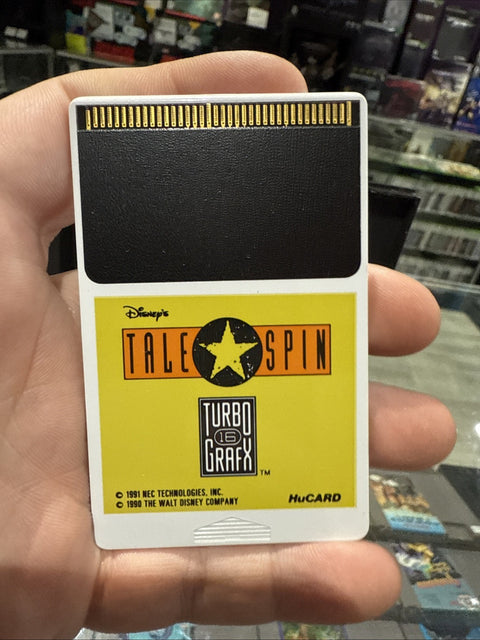 Disney's
TALE SPIN
TURBO
16
GRAFX
TM
© 1991 NEC TECHNOLOGIES, INC.
© 1990 THE WALT DISNEY COMPANY
HuCARD